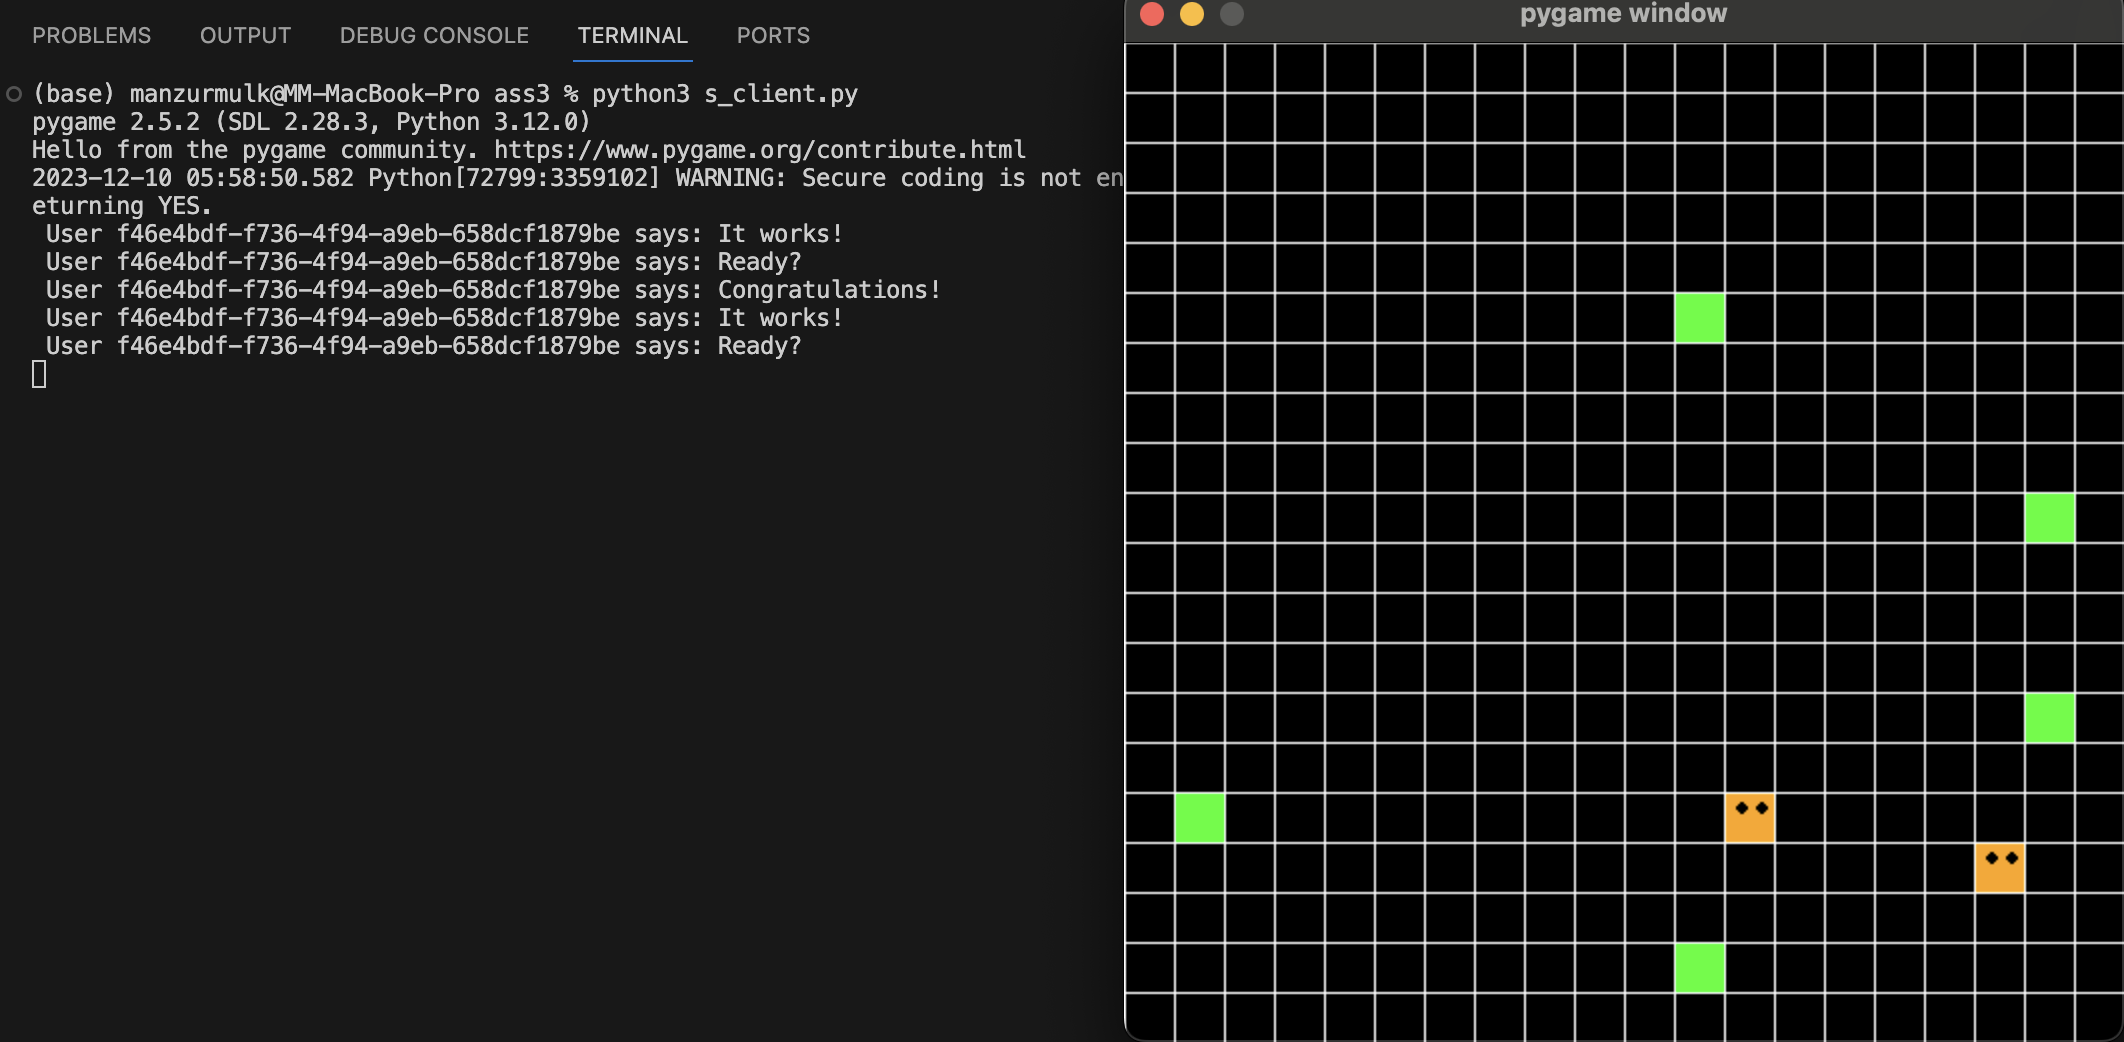 PROBLEMS OUTPUT DEBUG CONSOLE TERMINAL PORTS
(base) manzurmulk@MM-MacBook-Pro ass3 % python3 s_client.py
pygame 2.5.2 (SDL 2.28.3, Python 3.12.0)
Hello from the pygame community. https://www.pygame.org/contribute.html
2023-12-10 05:58:50.582 Python[72799:3359102] WARNING: Secure coding is not en
eturning YES.
User f46e4bdf-f736-4f94-a9eb-658dcf1879be says: It works!
User f46e4bdf-f736-4f94-a9eb-658dcf1879be says: Ready?
User f46e4bdf-f736-4f94-a9eb-658dcf1879be says: Congratulations!
User f46e4bdf-f736-4f94-a9eb-658dcf1879be says: It works!
User f46e4bdf-f736-4f94-a9eb-658dcf1879be says: Ready?
pygame window